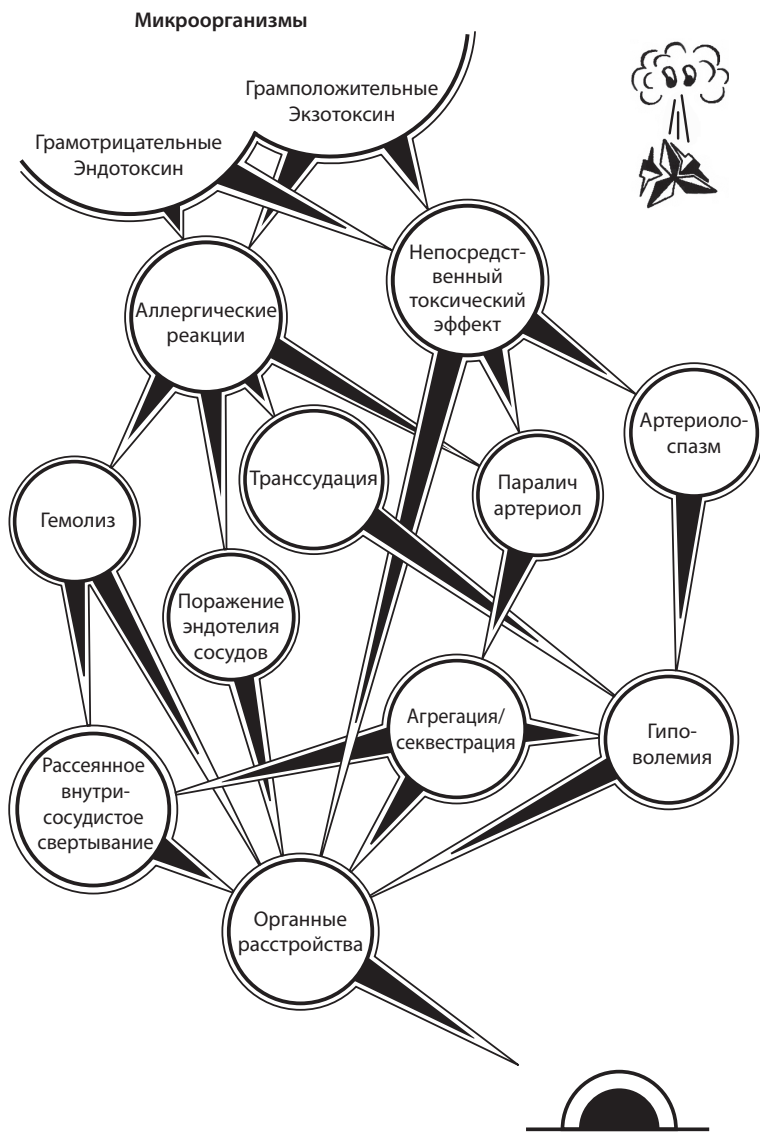 Микроорганизмы
Грамположительные
Экзотоксин
Грамотрицательные
Эндотоксин
Непосредст-
венный
токсический
эффект
Аллергические
реакции
Артериоло-
спазм
Транссудация
Паралич
артериол
Гемолиз
Поражение
эндотелия
сосудов
Агрегация/
секвестрация
Гипо-
волемия
Рассеянное
внутри-
сосудистое
свертывание
Органные
расстройства